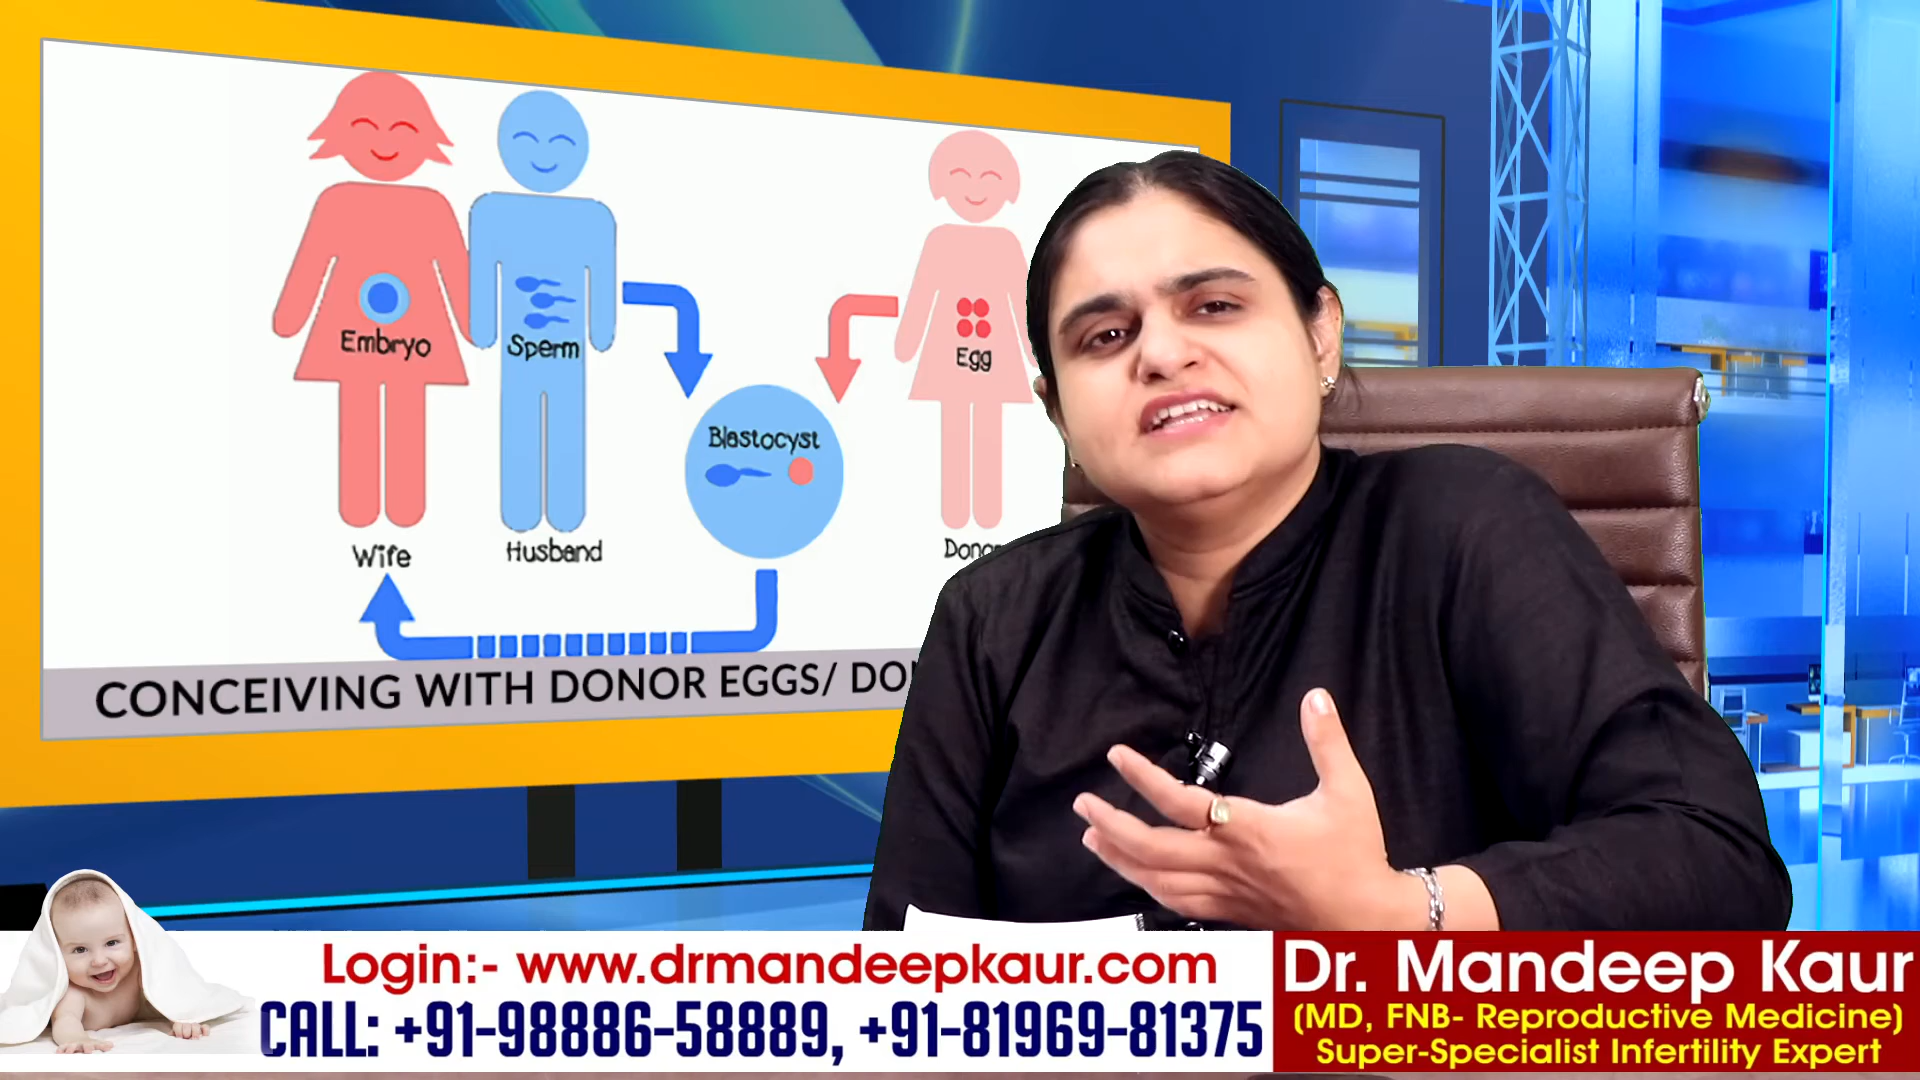 Embryo
Sperm
Egg
Blastocyst
Wife
Husband
CONCEIVING WITH DONOR EGGS/
Login:- www.drmandeepkaur.com
CALL: +91-98886-58889, +91-81969-81375
Dr. Mandeep Kaur
(MD, FNB- Reproductive Medicine)
Super-Specialist Infertility Expert